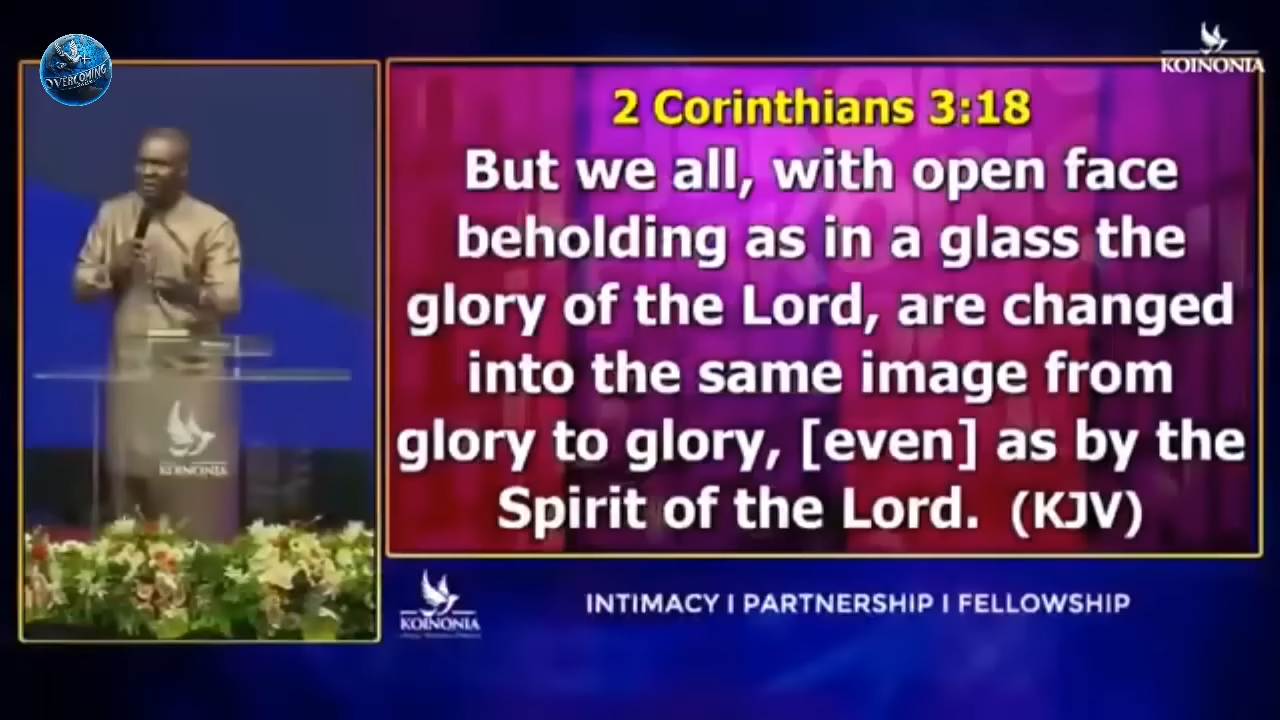 OVERCOMING
KOINONIA
2 Corinthians 3:18
But we all, with open face
beholding as in a glass the
glory of the Lord, are changed
into the same image from
glory to glory, [even] as by the
Spirit of the Lord. (KJV)
KOINONIA
KOINONIA
INTIMACY I PARTNERSHIP I FELLOWSHIP